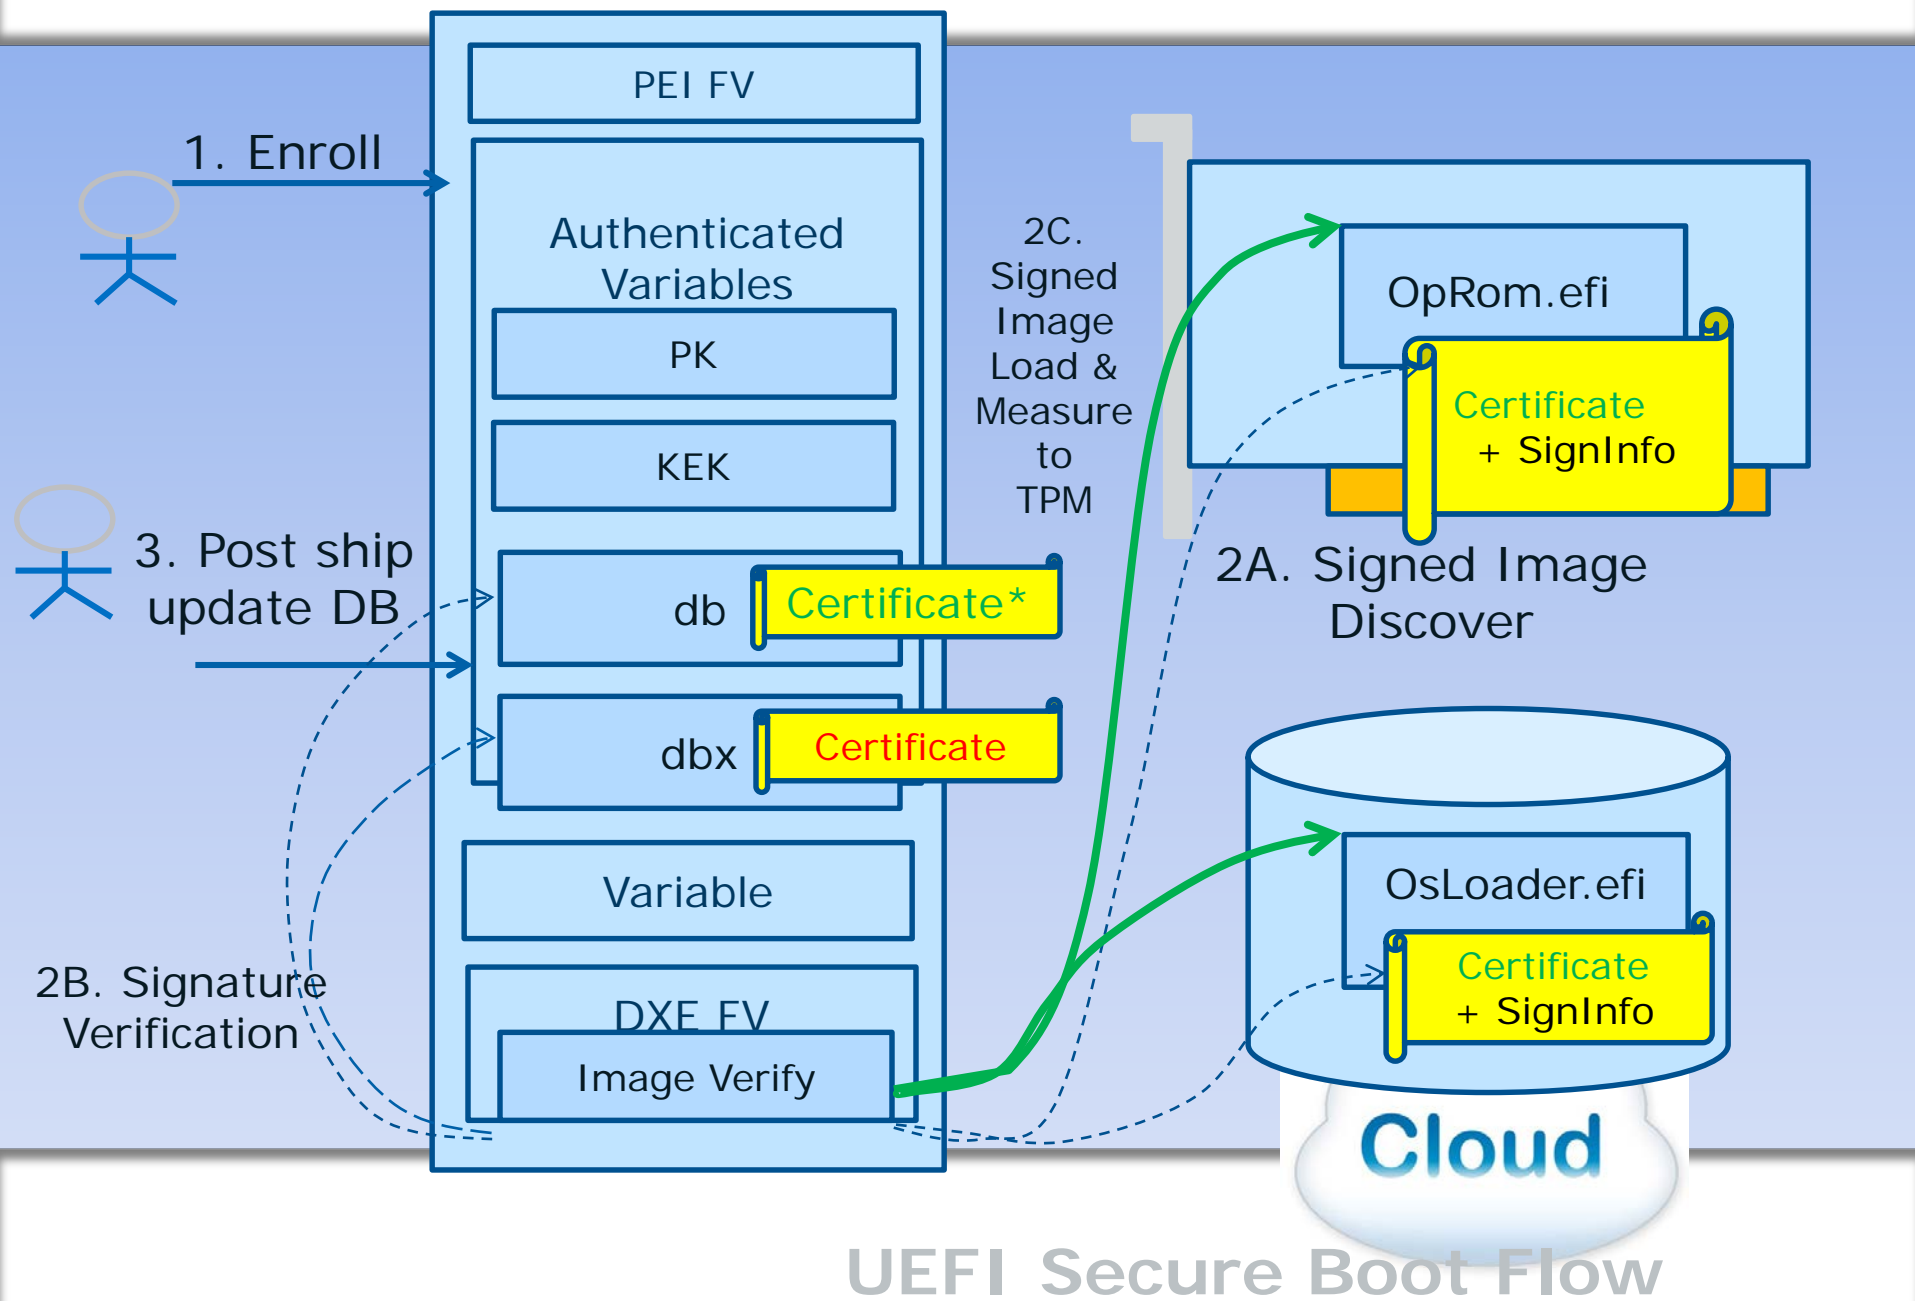 PEI FV
1. Enroll
Authenticated
Variables
PK
KEK
3. Post ship
update DB
db
Certificate*
dbx
Certificate
Variable
2B. Signature
Verification
DXE FV
Image Verify
2C.
Signed
Image
Load &
Measure
to
TPM
OpRom.efi
Certificate
+ SignInfo
2A. Signed Image
Discover
OsLoader.efi
Certificate
+ SignInfo
Cloud
UEFI Secure Boot Flow